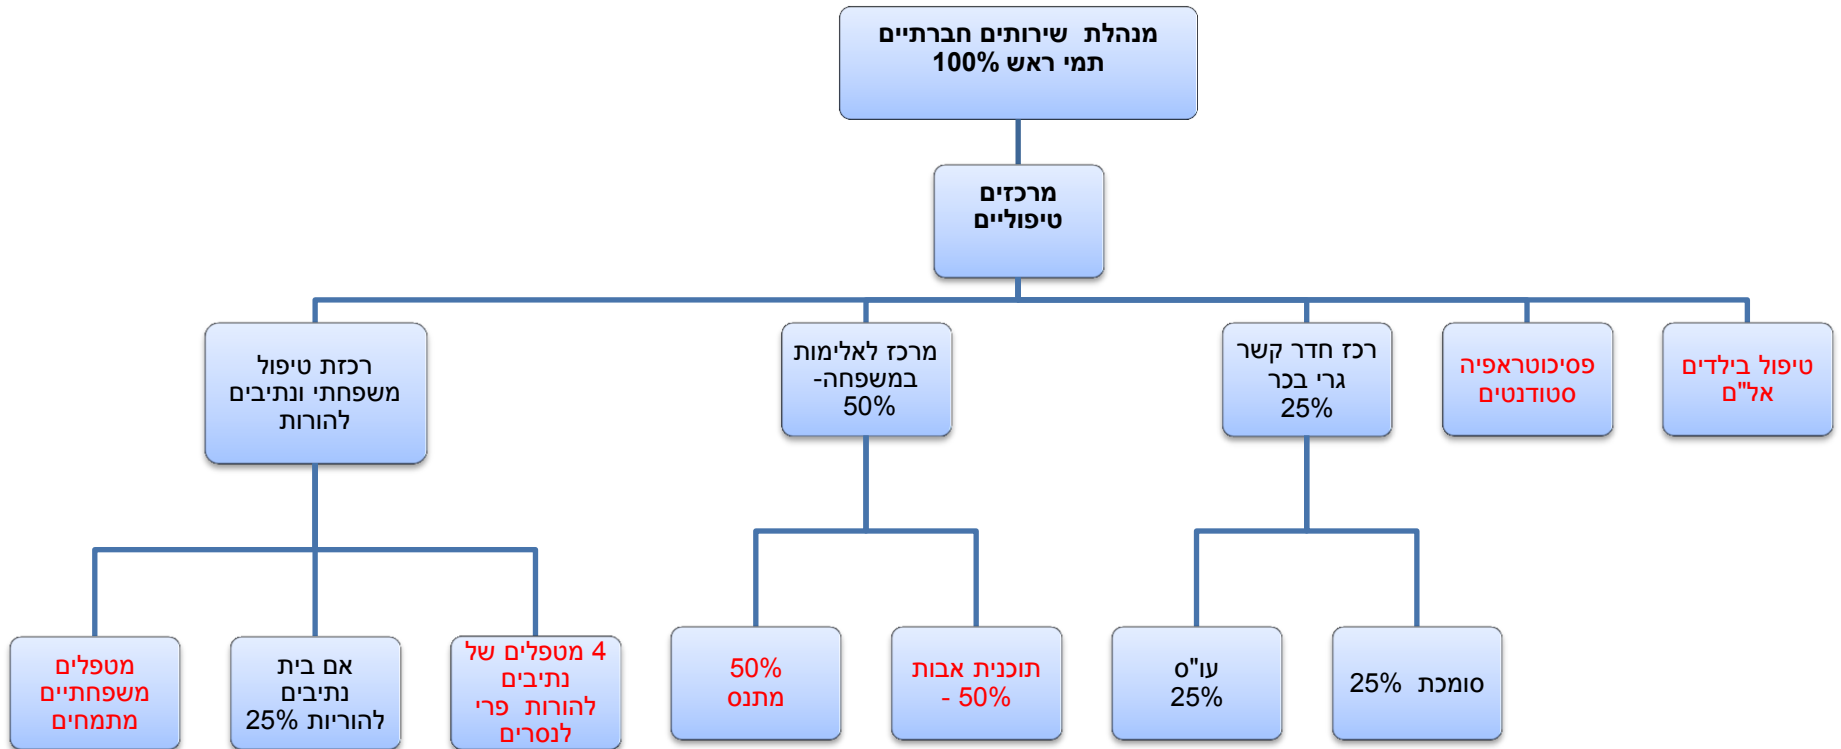 מנהלת שירותים חברתיים
תמי ראש 100%
מרכזים
טיפוליים
טיפול בילדים
אל"ם
פסיכוטראפיה
סטודנטים
רכז חדר קשר
גרי בכר
25%
מרכז לאלימות
במשפחה-
50%
רכזת טיפול
משפחתי ונתיבים
להורות
סומכת 25%
עו"ס
25%
תוכנית אבות
50% -
50%
מתנס
4 מטפלים של
נתיבים
להורות פרי
לנסרים
אם בית
נתיבים
להוריות 25%
מטפלים
משפחתיים
מתמחים